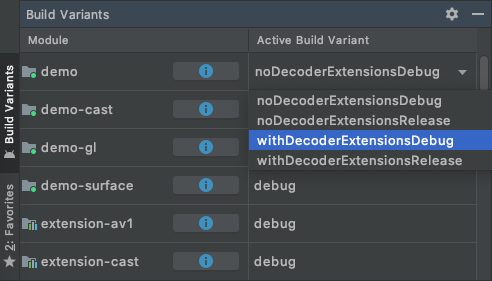 Build Variants
Module Active Build Variant
demo noDecoderExtensionsDebug
noDecoderExtensionsDebug
demo-cast
noDecoderExtensionsRelease
withDecoderExtensionsDebug
demo-gl
withDecoderExtensionsRelease
demo-surface debug
extension-av1 debug
extension-cast debug
Build Variants
2: Favorites